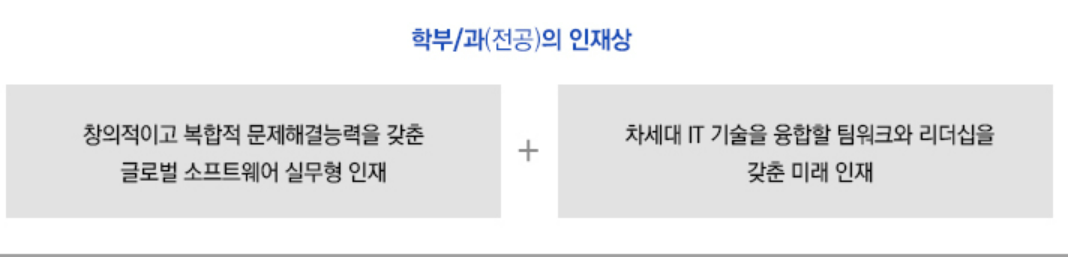 학부/과(전공)의 인재상
창의적이고 복합적 문제해결능력을 갖춘
글로벌 소프트웨어 실무형 인재
+
차세대 IT 기술을 융합할 팀워크와 리더십을
갖춘 미래 인재